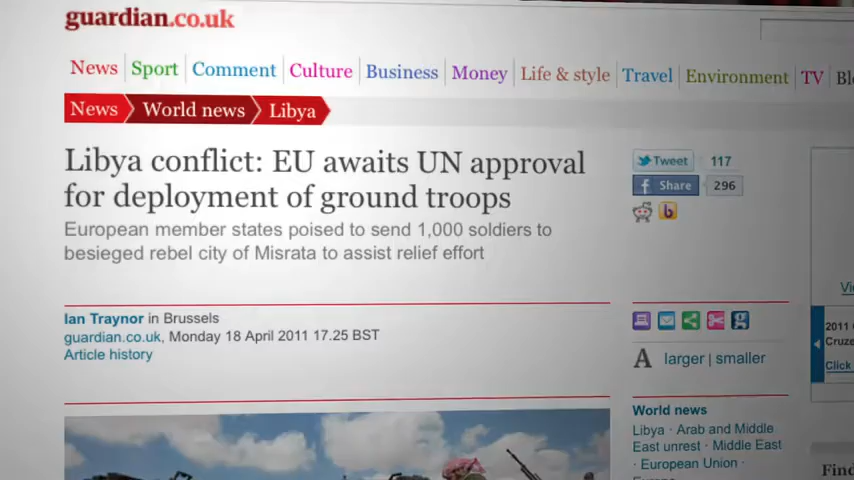 guardian.co.uk
News Sport Comment Culture Business Money Life & style Travel Environment TV
News World news Libya
Libya conflict: EU awaits UN approval
for deployment of ground troops
European member states poised to send 1,000 soldiers to
besieged rebel city of Misrata to assist relief effort
Tweet 117
Share 296
Ian Traynor in Brussels
guardian.co.uk, Monday 18 April 2011 17.25 BST
Article history
A larger | smaller
World news
Libya · Arab and Middle
East unrest · Middle East
· European Union ·
2011
Cruze
Click
Find